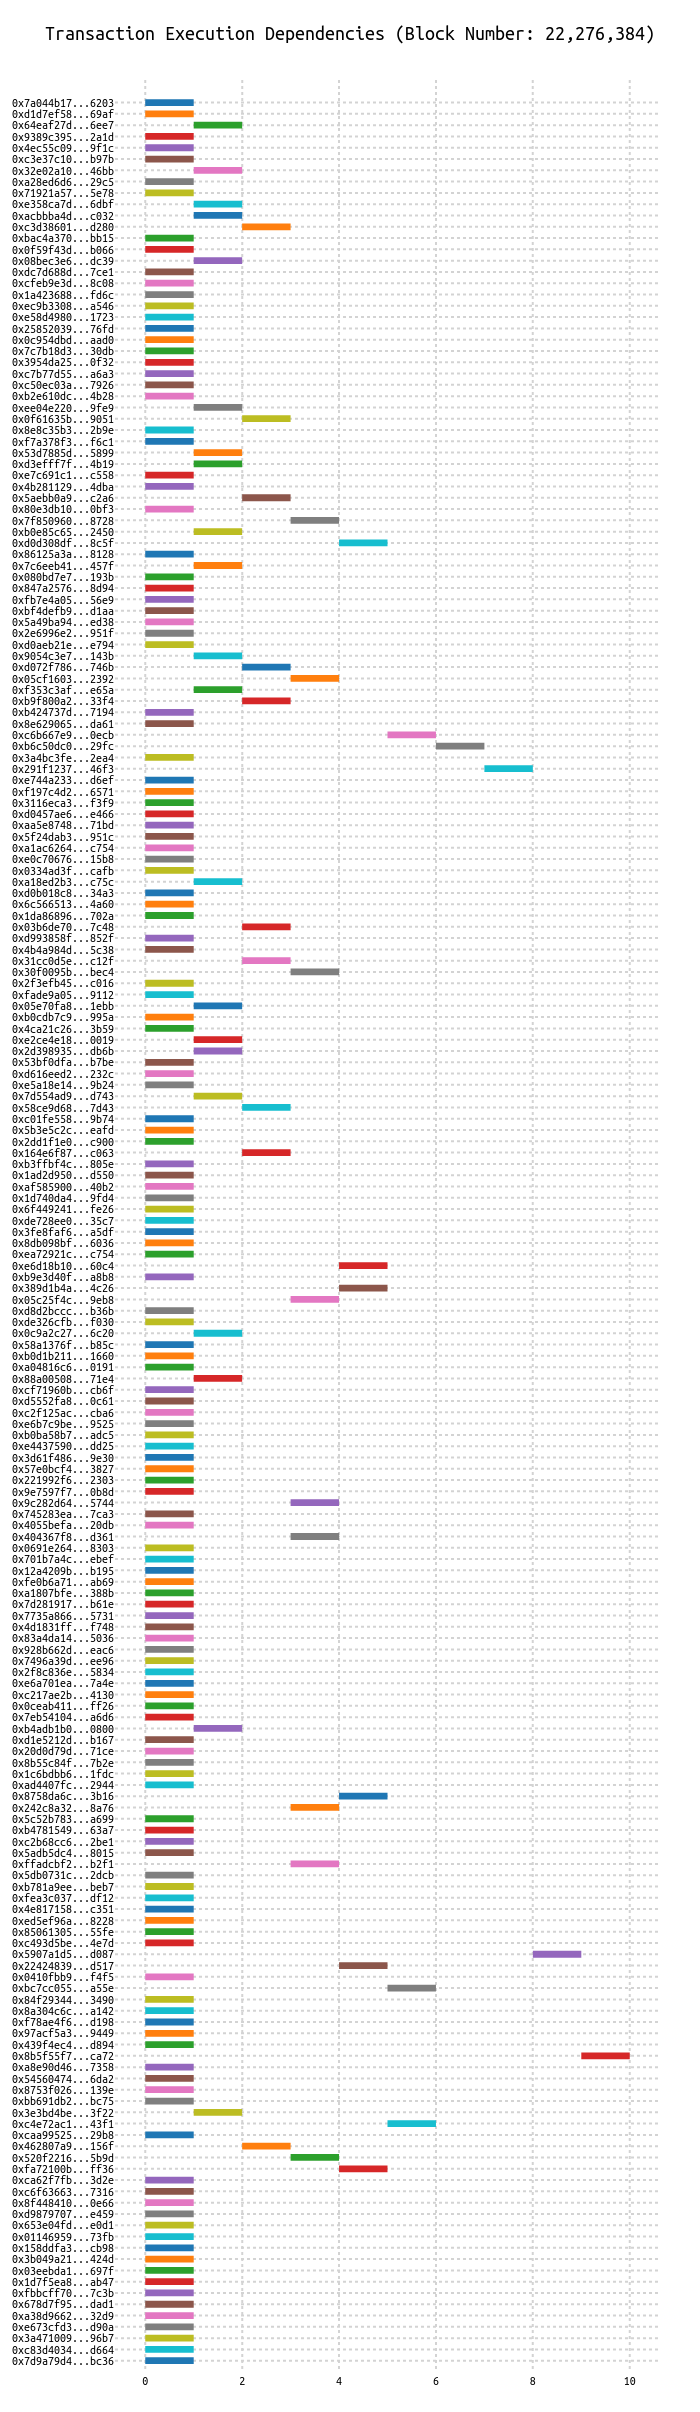 Transaction Execution Dependencies (Block Number: 22,276,384)
0x7a044b17...6203
0xd1d7ef58...69af
0x64eaf27d...6ee7
0x9389c395...2a1d
0x4ec55c09...9f1c
0xc3e37c10...b97b
0x32e02a10...46bb
0xa28ed6d6...29c5
0x71921a57...5e78
0xe358ca7d...6dbf
0xacbbba4d...c032
0xc3d38601...d280
0xbac4a370...bb15
0x0f59f43d...b066
0x08bec3e6...dc39
0xdc7d688d...7ce1
0xcfeb9e3d...8c08
0x1a423688...fd6c
0xec9b3308...a546
0xe58d4980...1723
0x25852039...76fd
0x0c954dbd...aad0
0x7c7b18d3...30db
0x3954da25...0f32
0xc7b77d55...a6a3
0xc50ec03a...7926
0xb2e610dc...4b28
0xee04e220...9fe9
0x0f61635b...9051
0x8e8c35b3...2b9e
0xf7a378f3...f6c1
0x53d7885d...5899
0xd3efff7f...4b19
0xe7c691c1...c558
0x4b281129...4dba
0x5aebb0a9...c2a6
0x80e3db10...0bf3
0x7f850960...8728
0xb0e85c65...2450
0xd0d308df...8c5f
0x86125a3a...8128
0x7c6eeb41...457f
0x080bd7e7...193b
0x847a2576...8d94
0xfb7e4a05...56e9
0xbf4defb9...d1aa
0x5a49ba94...ed38
0x2e6996e2...951f
0xd0aeb21e...e794
0x9054c3e7...143b
0xd072f786...746b
0x05cf1603...2392
0xf353c3af...e65a
0xb9f800a2...33f4
0xb424737d...7194
0x8e629065...da61
0xc6b667e9...0ecb
0xb6c50dc0...29fc
0x3a4bc3fe...2ea4
0x291f1237...46f3
0xe744a233...d6ef
0xf197c4d2...6571
0x3116eca3...f3f9
0xd0457ae6...e466
0xaa5e8748...71bd
0x5f24dab3...951c
0xa1ac6264...c754
0xe0c70676...15b8
0x0334ad3f...cafb
0xa18ed2b3...c75c
0xd0b018c8...34a3
0x6c566513...4a60
0x1da86896...702a
0x03b6de70...7c48
0xd993858f...852f
0x4b4a984d...5c38
0x31cc0d5e...c12f
0x30f0095b...bec4
0x2f3efb45...c016
0xfade9a05...9112
0x05e70fa8...1ebb
0xb0cdb7c9...995a
0x4ca21c26...3b59
0xe2ce4e18...0019
0x2d398935...db6b
0x53bf0dfa...b7be
0xd616eed2...232c
0xe5a18e14...9b24
0x7d554ad9...d743
0x58ce9d68...7d43
0xc01fe558...9b74
0x5b3e5c2c...eafd
0x2dd1f1e0...c900
0x164e6f87...c063
0xb3ffbf4c...805e
0x1ad2d950...d550
0xaf585900...40b2
0x1d740da4...9fd4
0x6f449241...fe26
0xde728ee0...35c7
0x3fe8faf6...a5df
0x8db098bf...6036
0xea72921c...c754
0xe6d18b10...60c4
0xb9e3d40f...a8b8
0x389d1b4a...4c26
0x05c25f4c...9eb8
0xd8d2bccc...b36b
0xde326cfb...f030
0x0c9a2c27...6c20
0x58a1376f...b85c
0xb0d1b211...1660
0xa04816c6...0191
0x88a00508...71e4
0xcf71960b...cb6f
0xd5552fa8...0c61
0xc2f125ac...cba6
0xe6b7c9be...9525
0xb0ba58b7...adc5
0xe4437590...dd25
0x3d61f486...9e30
0x57e0bcf4...3827
0x221992f6...2303
0x9e7597f7...0b8d
0x9c282d64...5744
0x745283ea...7ca3
0x4055befa...20db
0x404367f8...d361
0x0691e264...8303
0x701b7a4c...ebef
0x12a4209b...b195
0xfe0b6a71...ab69
0xa1807bfe...388b
0x7d281917...b61e
0x7735a866...5731
0x4d1831ff...f748
0x83a4da14...5036
0x928b662d...eac6
0x7496a39d...ee96
0x2f8c836e...5834
0xe6a701ea...7a4e
0xc217ae2b...4130
0x0ceab411...ff26
0x7eb54104...a6d6
0xb4adb1b0...0800
0xd1e5212d...b167
0x20d0d79d...71ce
0x8b55c84f...7b2e
0x1c6bdbb6...1fdc
0xad4407fc...2944
0x8758da6c...3b16
0x242c8a32...8a76
0x5c52b783...a699
0xb4781549...63a7
0xc2b68cc6...2be1
0x5adb5dc4...8015
0xffadcbf2...b2f1
0x5db0731c...2dcb
0xb781a9ee...beb7
0xfea3c037...df12
0x4e817158...c351
0xed5ef96a...8228
0x85061305...55fe
0xc493d5be...4e7d
0x5907a1d5...d087
0x22424839...d517
0x0410fbb9...f4f5
0xbc7cc055...a55e
0x84f29344...3490
0x8a304c6c...a142
0xf78ae4f6...d198
0x97acf5a3...9449
0x439f4ec4...d894
0x8b5f55f7...ca72
0xa8e90d46...7358
0x54560474...6da2
0x8753f026...139e
0xbb691db2...bc75
0x3e3bd4be...3f22
0xc4e72ac1...43f1
0xcaa99525...29b8
0x462807a9...156f
0x520f2216...5b9d
0xfa72100b...ff36
0xca62f7fb...3d2e
0xc6f63663...7316
0x8f448410...0e66
0xd9879707...e459
0x653e04fd...e0d1
0x01146959...73fb
0x158ddfa3...cb98
0x3b049a21...424d
0x03eebda1...697f
0x1d7f5ea8...ab47
0xfbbcff70...7c3b
0x678d7f95...dad1
0xa38d9662...32d9
0xe673cfd3...d90a
0x3a471009...96b7
0xc83d4034...d664
0x7d9a79d4...bc36
0 2 4 6 8 10